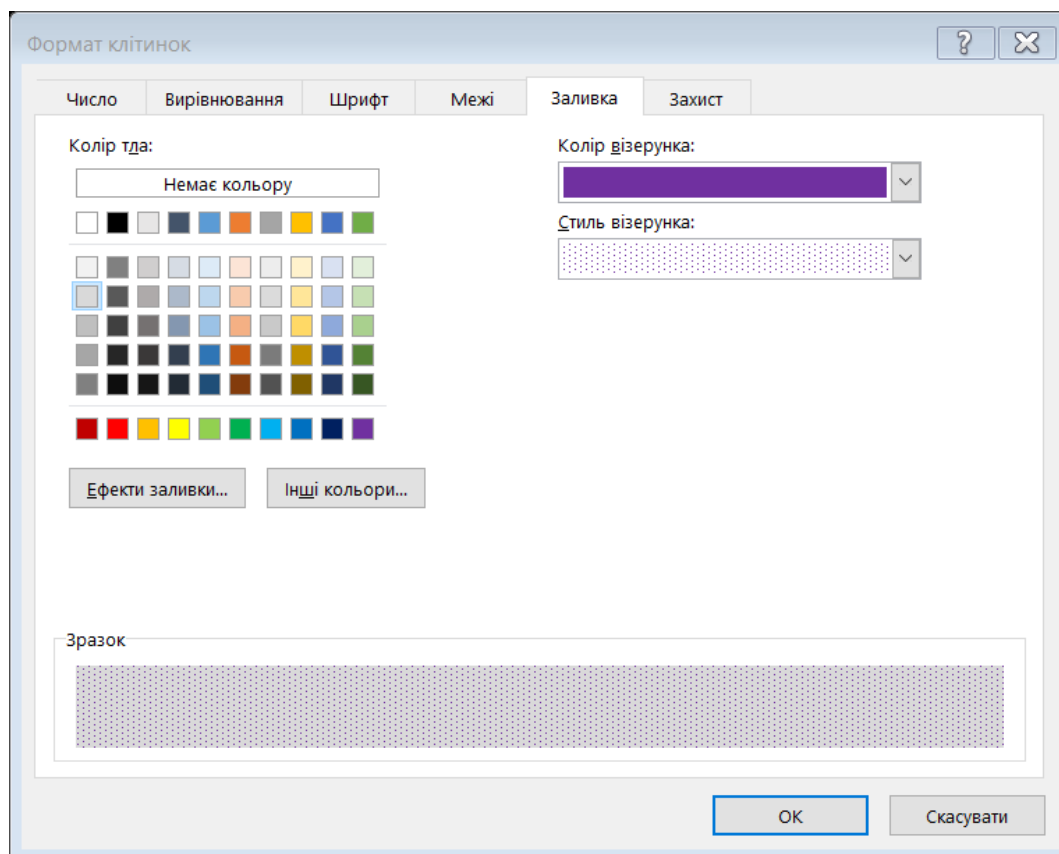 Формат клітинок
Число Вирівнювання Шрифт Межі Заливка Захист
Колір тла:
Немає кольору
Колір візерунка:
Стиль візерунка:
Ефекти заливки... Інші кольори...
Зразок
ОК Скасувати